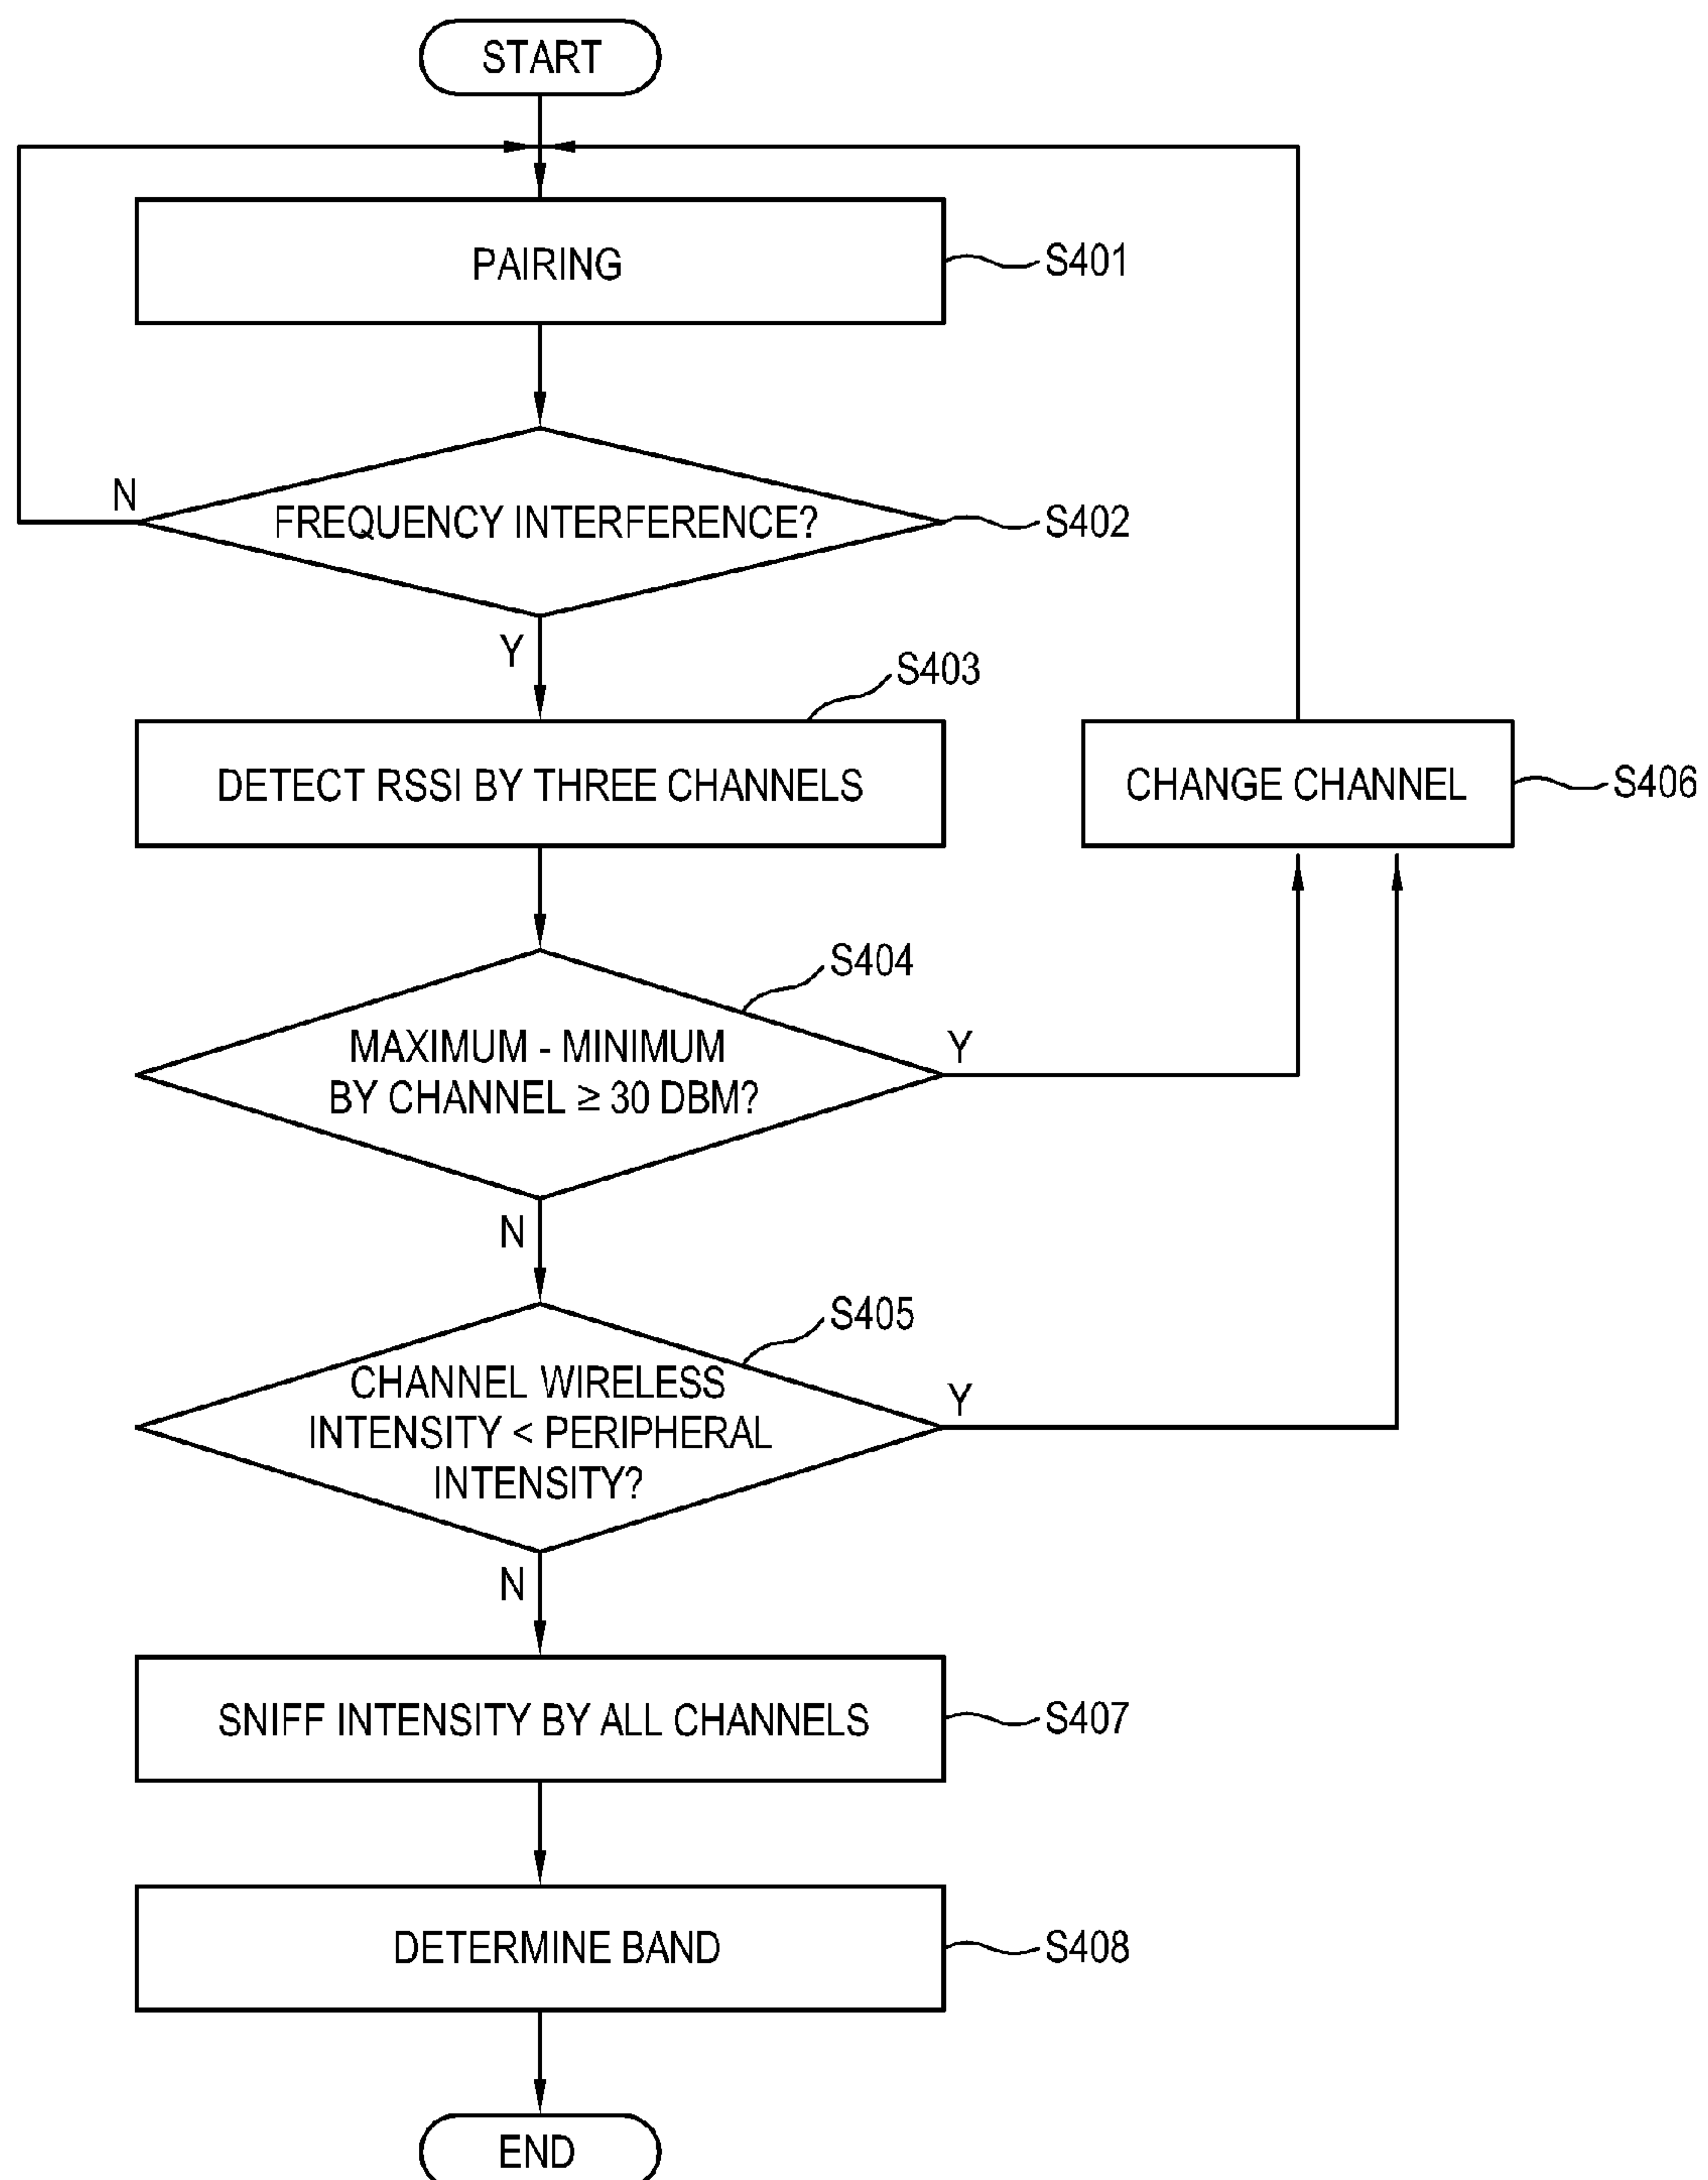 START
PAIRING
S401
N
FREQUENCY INTERFERENCE?
S402
Y
S403
DETECT RSSI BY THREE CHANNELS
CHANGE CHANNEL
S406
S404
MAXIMUM - MINIMUM
BY CHANNEL ≥ 30 DBM?
Y
N
S405
CHANNEL WIRELESS
INTENSITY < PERIPHERAL
INTENSITY?
Y
N
SNIFF INTENSITY BY ALL CHANNELS
S407
DETERMINE BAND
S408
END